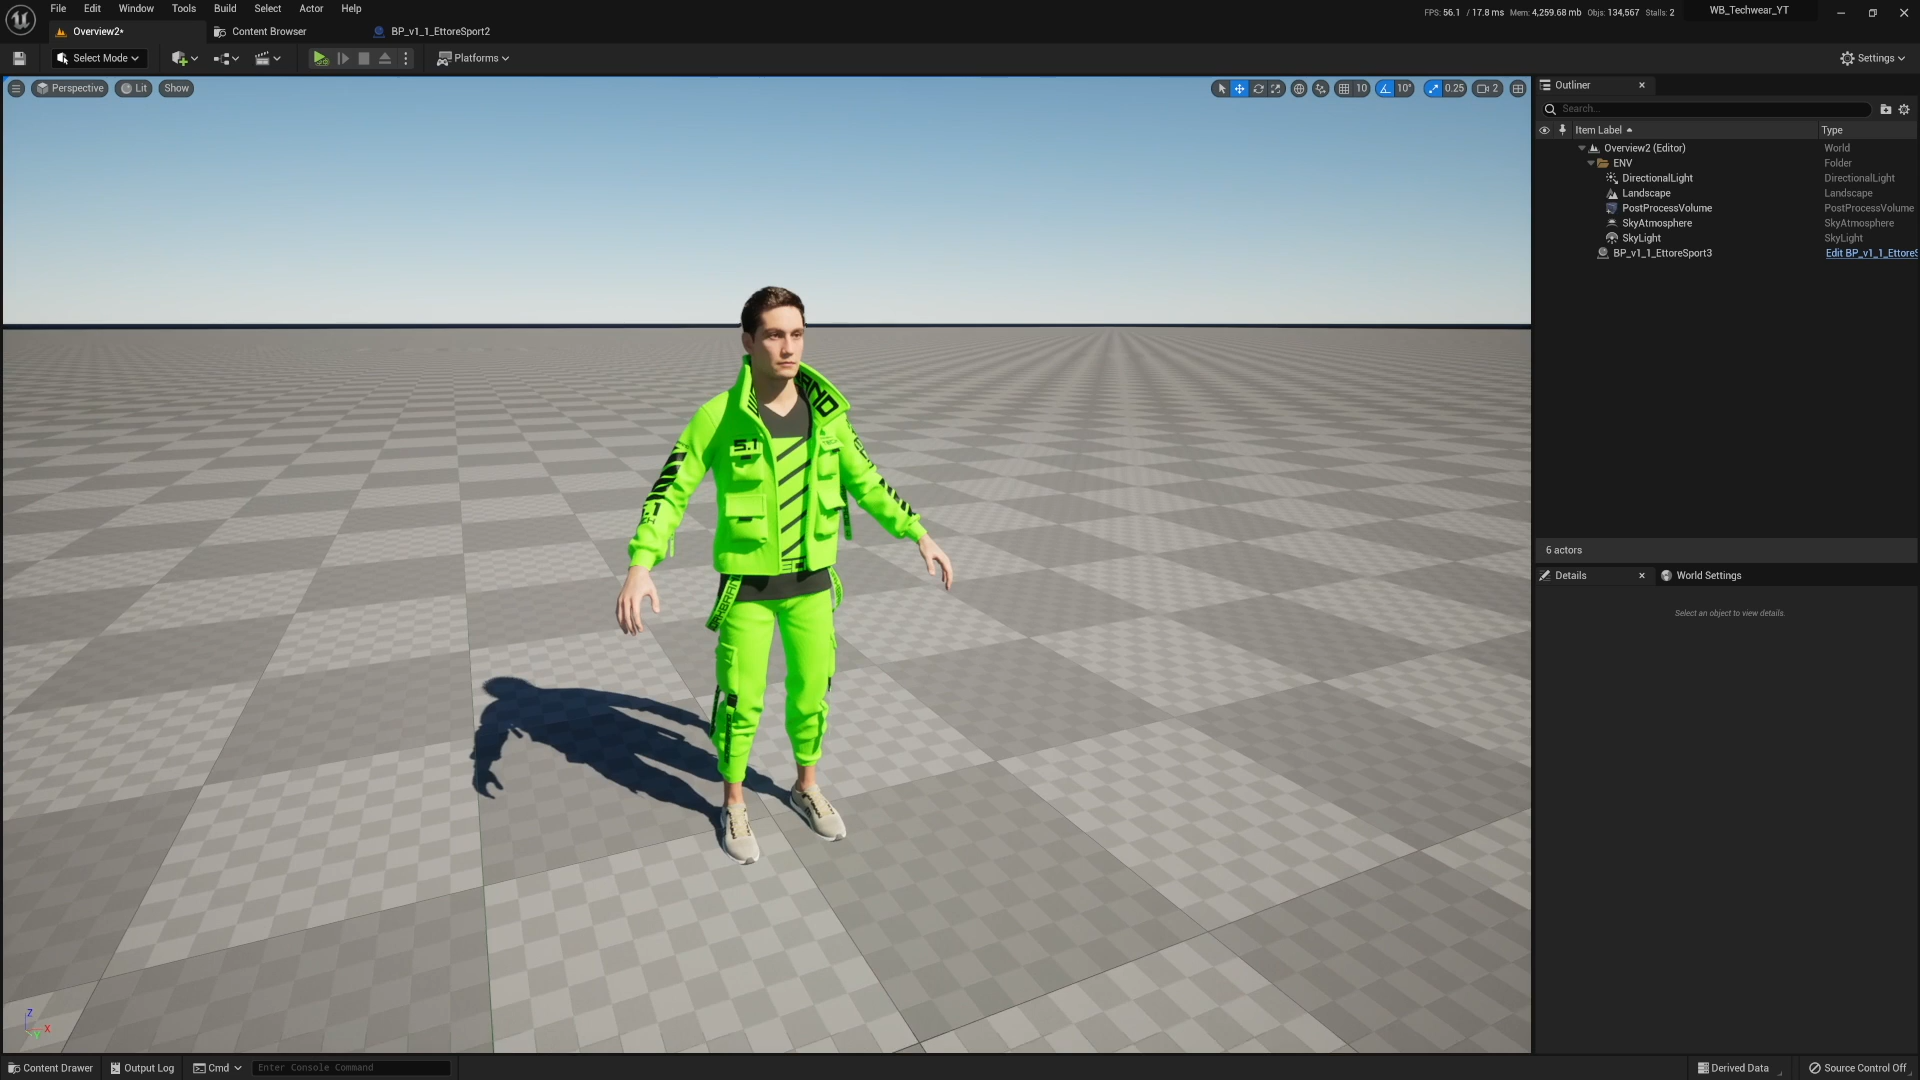 File Edit Window Tools Build Select Actor Help
FPS: 56.1 / 17.8 ms Mem: 4,259.68 mb Objs: 134,567 Stalls: 2
WB_Techwear_YT
Overview2*
Content Browser
BP_v1_1_EttoreSport2
Select Mode
Platforms
Settings
Perspective
Lit
Show
10
10°
0.25
2
Outliner
Search...
Item Label
Type
Overview2 (Editor) World
ENV Folder
DirectionalLight DirectionalLight
Landscape Landscape
PostProcessVolume PostProcessVolume
SkyAtmosphere SkyAtmosphere
SkyLight SkyLight
BP_v1_1_EttoreSport3 Edit BP_v1_1_EttoreS
6 actors
Details
World Settings
Select an object to view details.
5.1
Z
X
Y
Content Drawer
Output Log
Cmd
Enter Console Command
Derived Data
Source Control Off